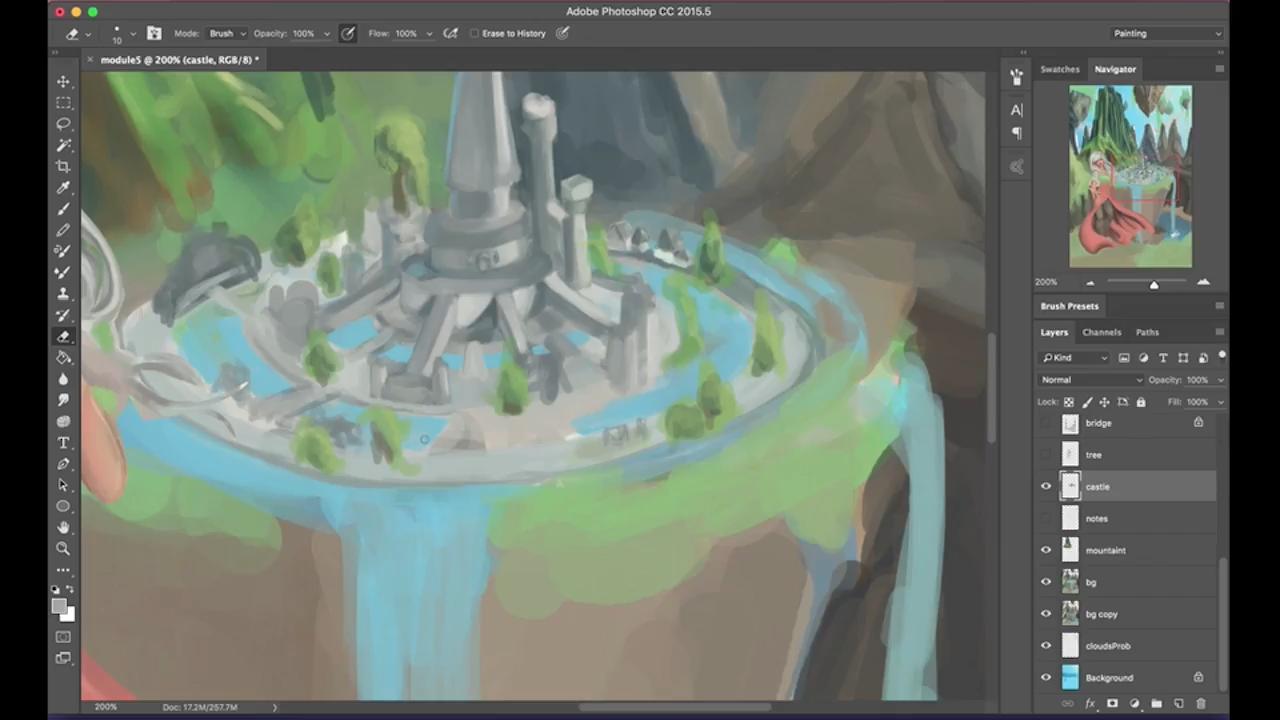 Adobe Photoshop CC 2015.5
10 Mode: Brush Opacity: 100% Flow: 100% Erase to History Painting
× module5 @ 200% (castle, RGB/8) *
Swatches Navigator
A|
200%
Brush Presets
Layers Channels Paths
Kind T
Normal Opacity: 100%
Lock: Fill: 100%
bridge
tree
castle
notes
mountaint
bg
bg copy
cloudsProb
Background
T
200% Doc: 17.2M/257.7M
fx